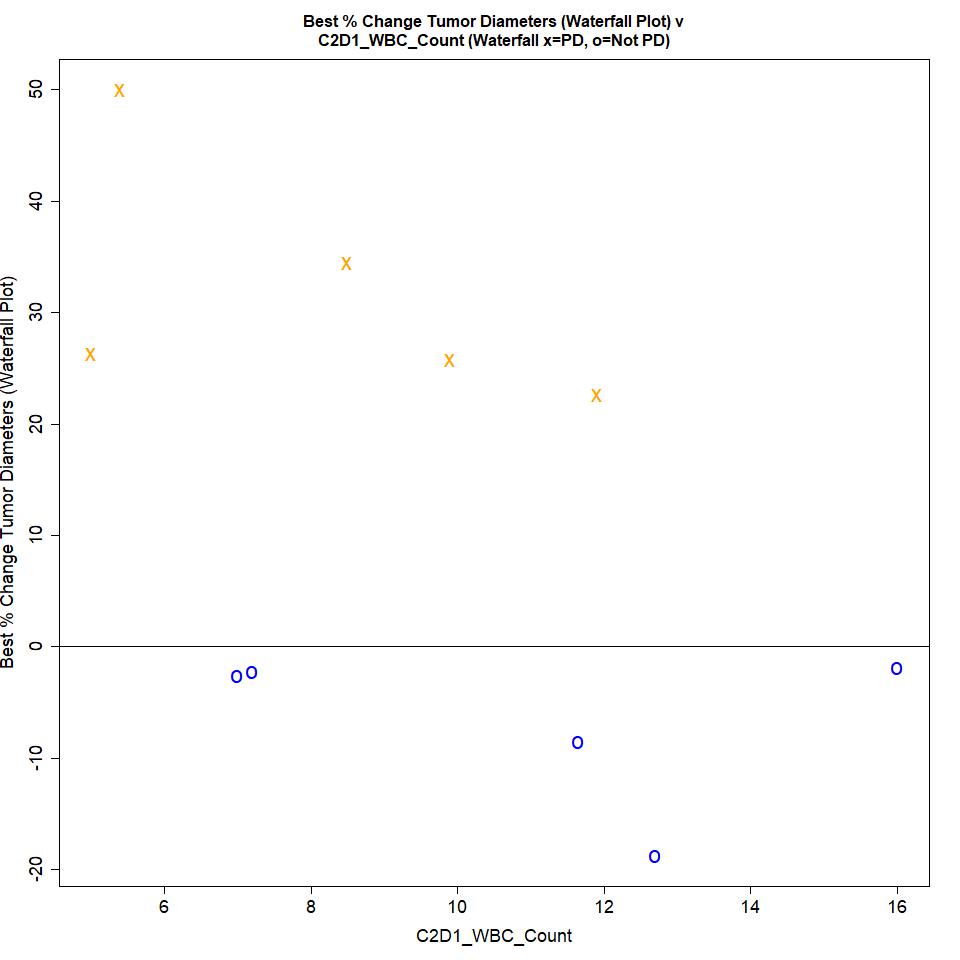 Best % Change Tumor Diameters (Waterfall Plot) v
C2D1_WBC_Count (Waterfall x=PD, o=Not PD)
Best % Change Tumor Diameters (Waterfall Plot)
50
40
30
20
10
0
-10
-20
X
X
X
X
X
O
O
O
O
O
6
8
10
12
14
16
C2D1_WBC_Count